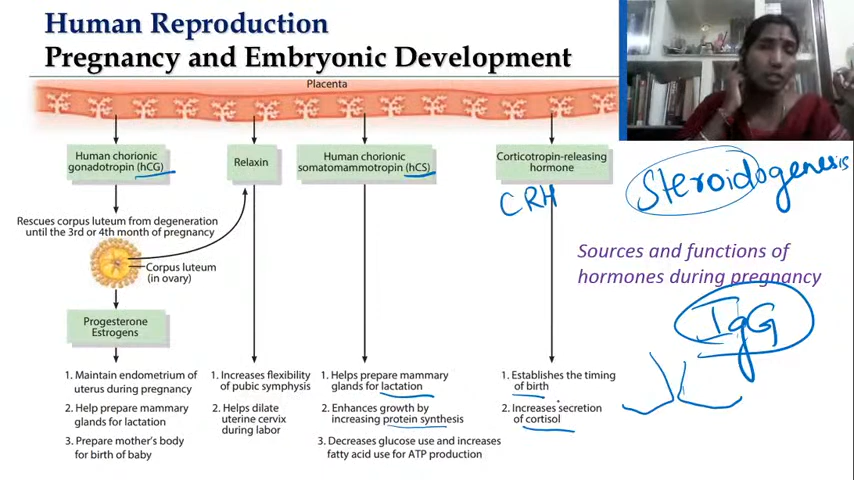 Human Reproduction
Pregnancy and Embryonic Development
Placenta
Human chorionic
gonadotropin (hCG)
Relaxin
Human chorionic
somatomammotropin (hCS)
Corticotropin-releasing
hormone
CRH
Steroidogenesis
Rescues corpus luteum from degeneration
until the 3rd or 4th month of pregnancy
Corpus luteum
(in ovary)
Sources and functions of
hormones during pregnancy
IgG
Progesterone
Estrogens
1. Maintain endometrium of
uterus during pregnancy
2. Help prepare mammary
glands for lactation
3. Prepare mother's body
for birth of baby
1. Increases flexibility
of pubic symphysis
2. Helps dilate
uterine cervix
during labor
1. Helps prepare mammary
glands for lactation
2. Enhances growth by
increasing protein synthesis
3. Decreases glucose use and increases
fatty acid use for ATP production
1. Establishes the timing
of birth
2. Increases secretion
of cortisol